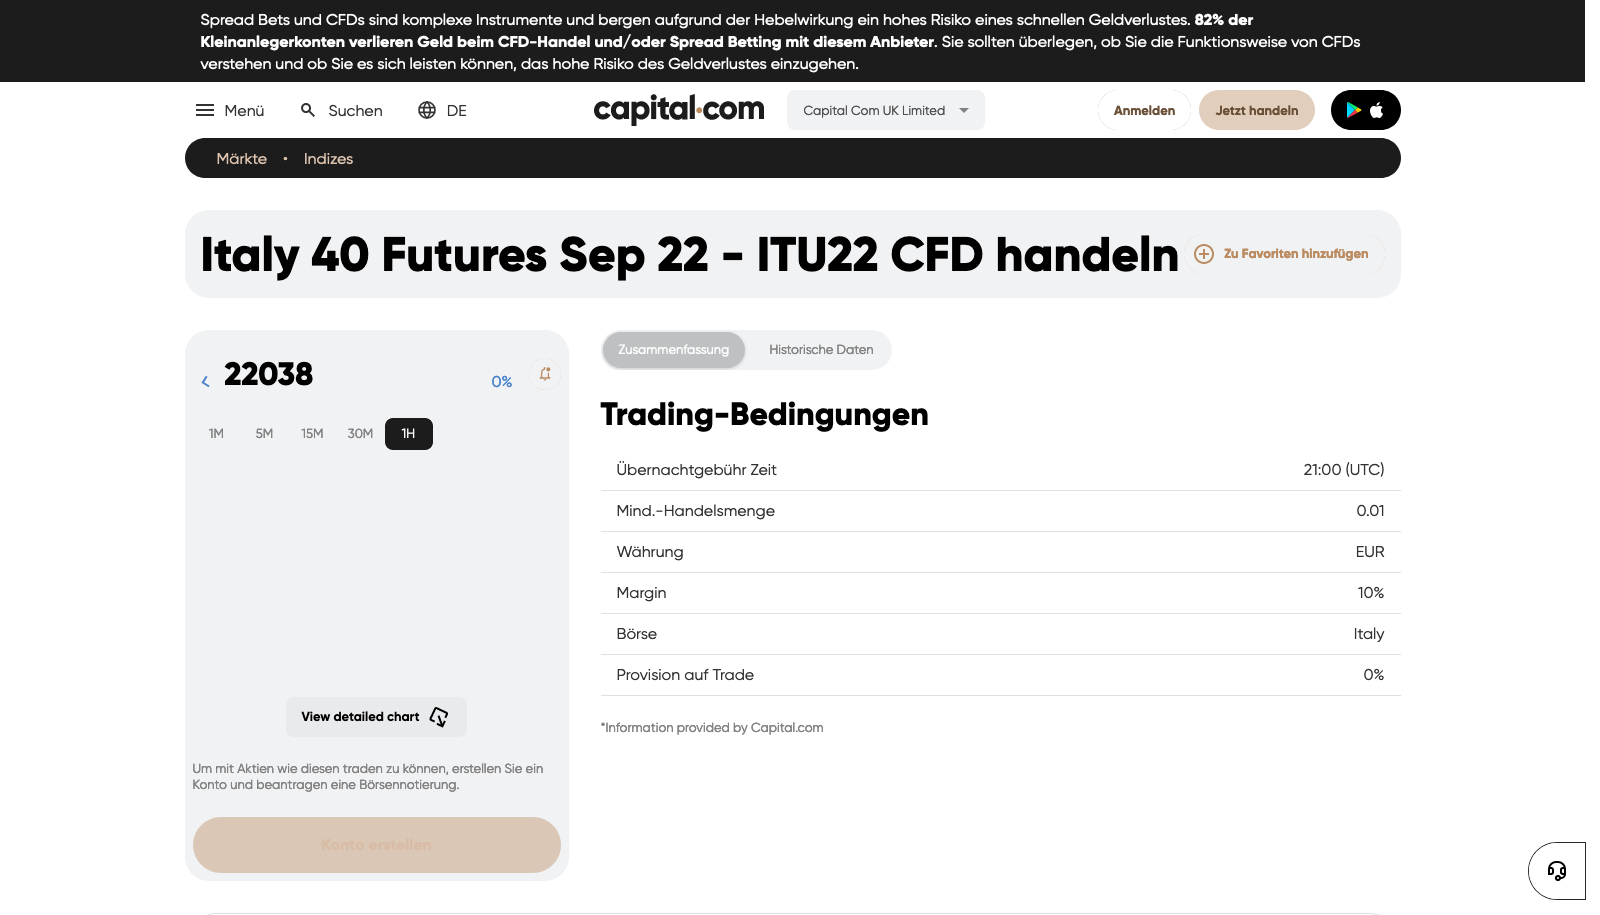 Spread Bets und CFDs sind komplexe Instrumente und bergen aufgrund der Hebelwirkung ein hohes Risiko eines schnellen Geldverlustes. 82% der
Kleinanlegerkonten verlieren Geld beim CFD-Handel und/oder Spread Betting mit diesem Anbieter. Sie sollten überlegen, ob Sie die Funktionsweise von CFDs
verstehen und ob Sie es sich leisten können, das hohe Risiko des Geldverlustes einzugehen.
Menü Suchen DE capital.com Capital Com UK Limited Anmelden Jetzt handeln
Märkte • Indizes
Italy 40 Futures Sep 22 - ITU22 CFD handeln
Zu Favoriten hinzufügen
22038 0%
1M 5M 15M 30M 1H
View detailed chart
Um mit Aktien wie diesen traden zu können, erstellen Sie ein
Konto und beantragen eine Börsennotierung.
Konto erstellen
Zusammenfassung Historische Daten
Trading-Bedingungen
Übernachtgebühr Zeit 21:00 (UTC)
Mind.-Handelsmenge 0.01
Währung EUR
Margin 10%
Börse Italy
Provision auf Trade 0%
*Information provided by Capital.com